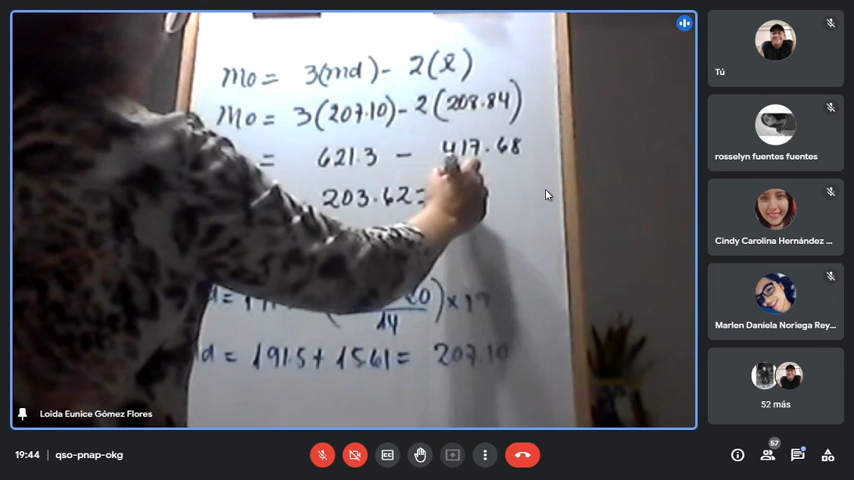 Mo = 3(md) - 2(x̄)
Mo = 3(207.10) - 2(208.84)
= 621.3 - 417.68
203.62 =
14
d = 191.5 + 15.61 = 207.10
Loida Eunice Gómez Flores
Tú
rosselyn fuentes fuentes
Cindy Carolina Hernández ...
Marlen Daniela Noriega Rey...
52 más
19:44 | qso-pnap-okg
CC
67